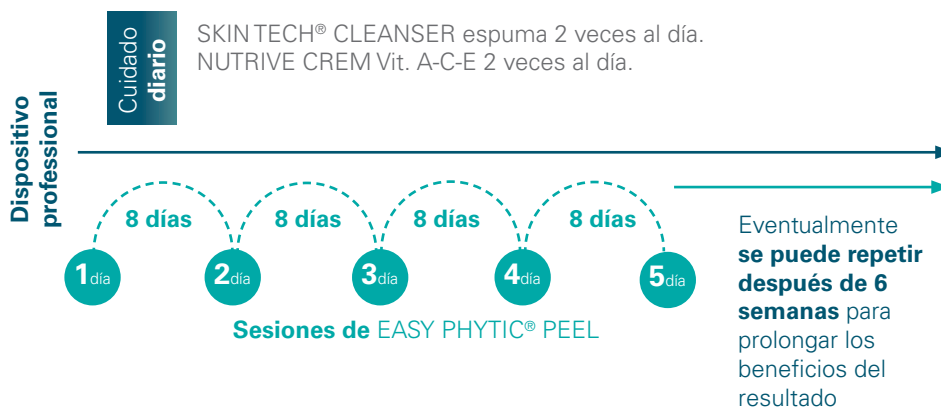 Cuidado
diario
SKIN TECH® CLEANSER espuma 2 veces al día.
NUTRIVE CREM Vit. A-C-E 2 veces al día.
Dispositivo
professional
8 días
8 días
8 días
8 días
1día
2día
3día
4día
5día
Sesiones de EASY PHYTIC® PEEL
Eventualmente
se puede repetir
después de 6
semanas para
prolongar los
beneficios del
resultado